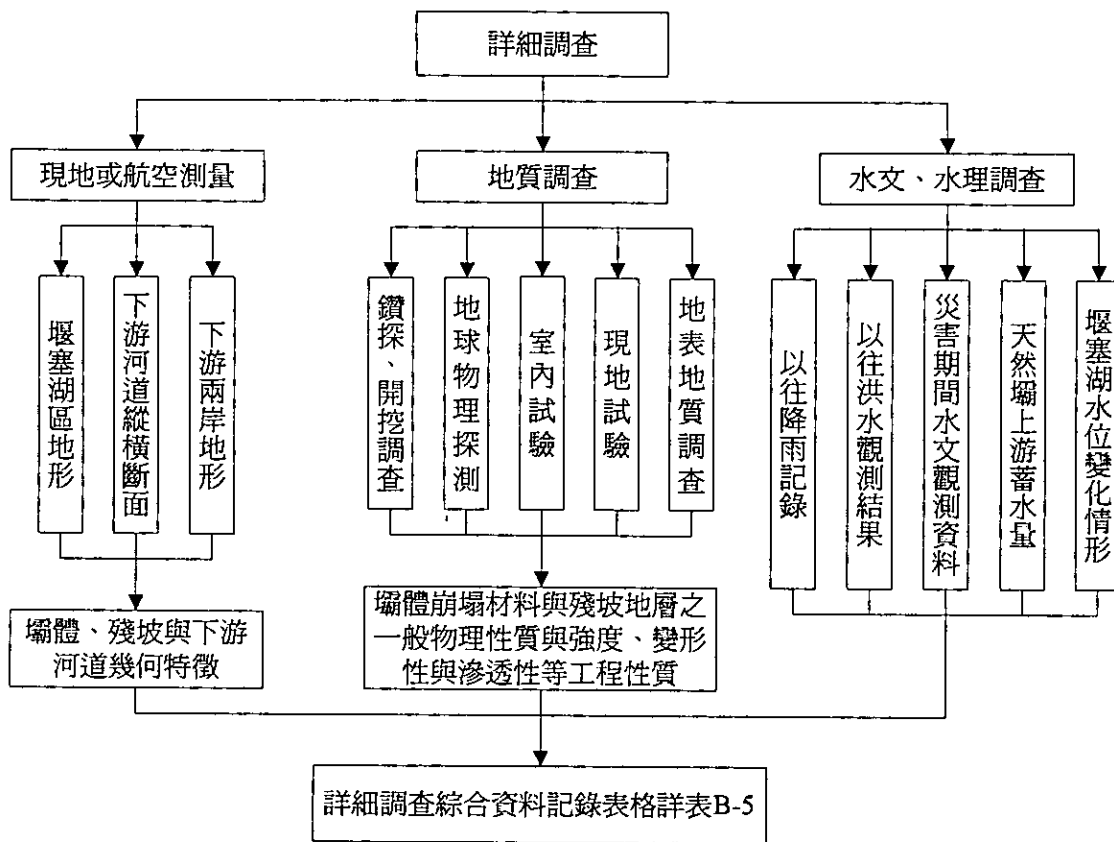 詳細調查
現地或航空測量
地質調查
水文、水理調查
堰塞湖區地形
下游河道縱橫斷面
下游兩岸地形
鑽探、開挖調查
地球物理探測
室內試驗
現地試驗
地表地質調查
以往降雨記錄
以往洪水觀測結果
災害期間水文觀測資料
天然壩上游蓄水量
堰塞湖水位變化情形
壩體、殘坡與下游
河道幾何特徵
壩體崩塌材料與殘坡地層之
一般物理性質與強度、變形
性與滲透性等工程性質
詳細調查綜合資料記錄表格詳表B-5